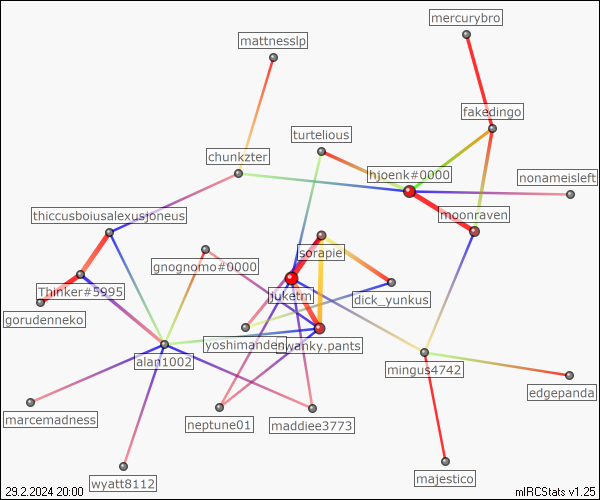 mercurybro
mattnesslp
fakedingo
turtelious
chunkzter
hjoenk#0000
nonameisleft
thiccusboiusalexusjoneus
moonraven
sorapie
gnognomo#0000
Thinker#5995
juketm
dick_yunkus
gorudenneko
yoshimanden
wanky.pants
alan1002
mingus4742
edgepanda
marcemadness
neptune01
maddiee3773
majestico
wyatt8112
29.2.2024 20:00
mIRCStats v1.25